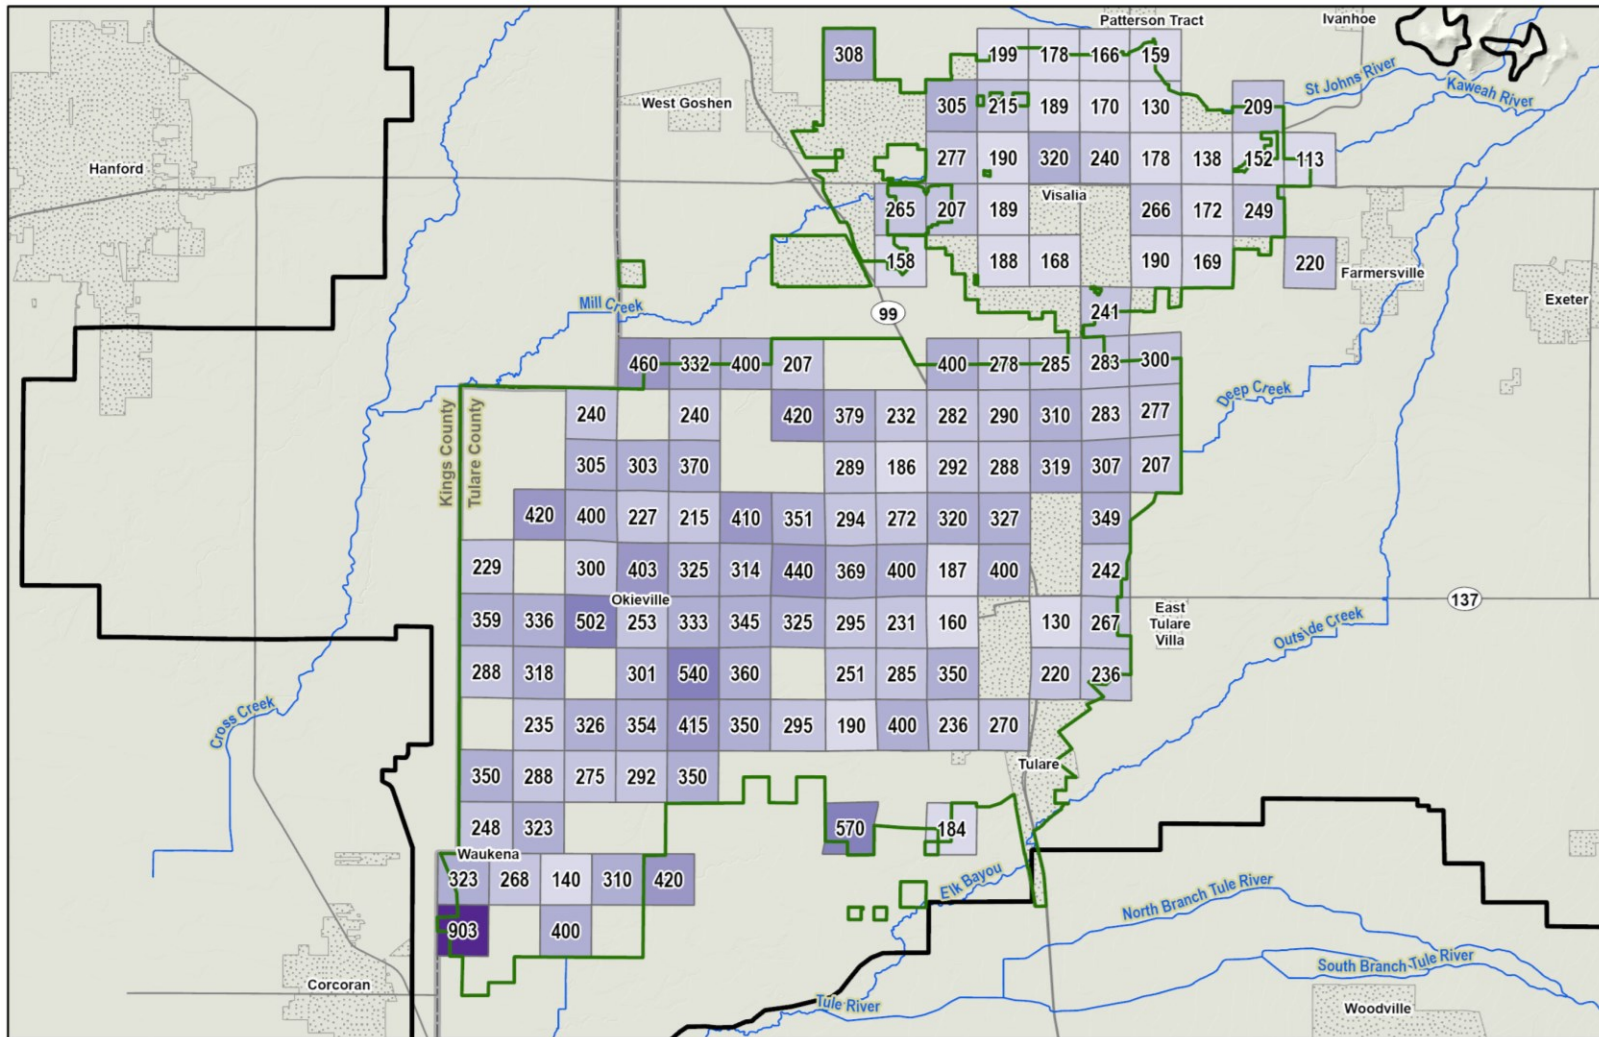 Patterson Tract
Ivanhoe
308
199 178 166 159
St Johns River
Kaweah River
West Goshen
305 215 189 170 130 209
Hanford
277 190 320 240 178 138 152 113
Visalia
265 207 189 266 172 249
158 188 168 190 169 220
Farmersville
Exeter
Mill Creek
99
241
460 332 400 207 400 278 285 283 300
Deep Creek
Kings County
Tulare County
240 240 420 379 232 282 290 310 283 277
305 303 370 289 186 292 288 319 307 207
420 400 227 215 410 351 294 272 320 327 349
229 300 403 325 314 440 369 400 187 400 242
Okieville
137
359 336 502 253 333 345 325 295 231 160 130 267
East
Tulare
Villa
Outside Creek
288 318 301 540 360 251 285 350 220 236
Cross Creek
235 326 354 415 350 295 190 400 236 270
Tulare
350 288 275 292 350
248 323 570 184
Waukena
323 268 140 310 420
Elk Bayou
North Branch Tule River
903 400
South Branch Tule River
Corcoran
Tule River
Woodville